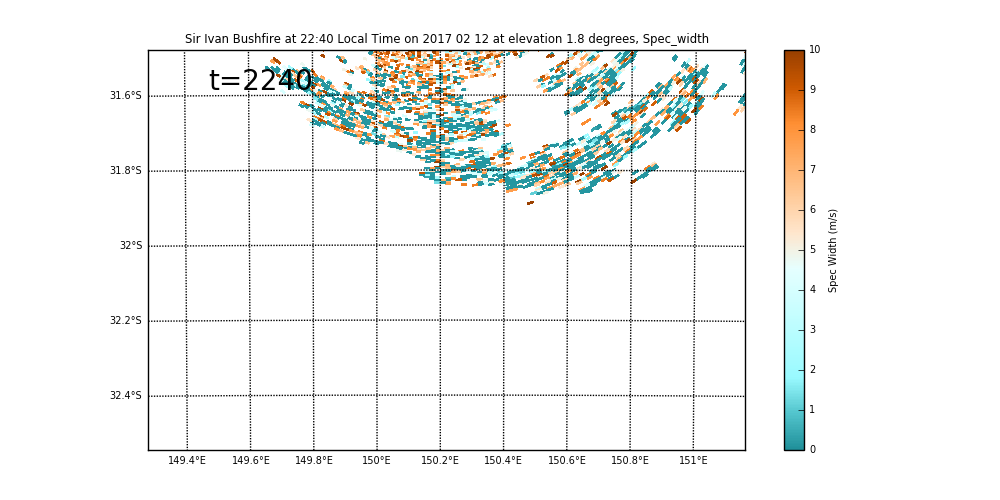 Sir Ivan Bushfire at 22:40 Local Time on 2017 02 12 at elevation 1.8 degrees, Spec_width
t=2240
31.6°S
31.8°S
32°S
32.2°S
32.4°S
149.4°E 149.6°E 149.8°E 150°E 150.2°E 150.4°E 150.6°E 150.8°E 151°E
10
9
8
7
6
5
4
3
2
1
0
Spec Width (m/s)